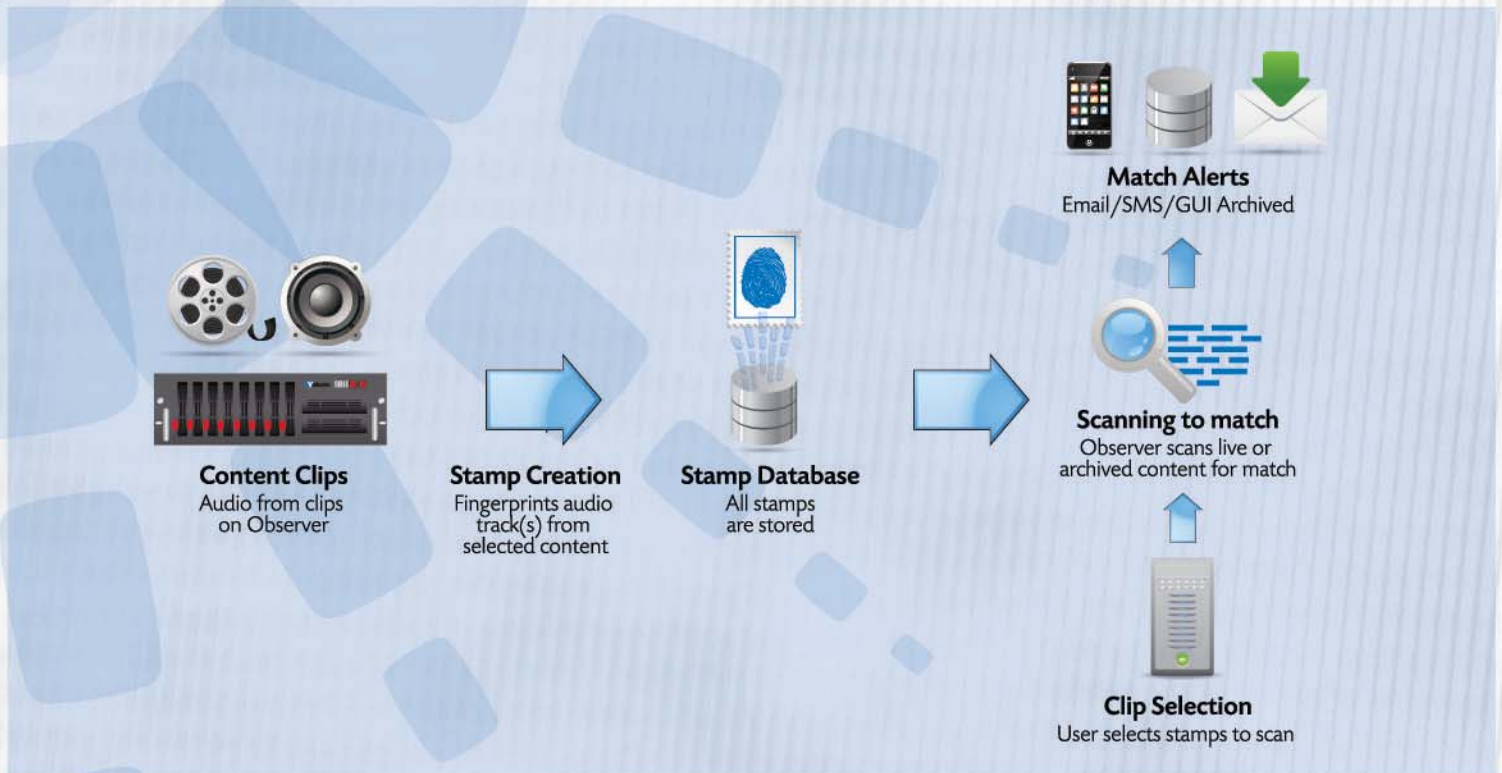 Match Alerts
Email/SMS/GUI Archived
Content Clips
Audio from clips
on Observer
Stamp Creation
Fingerprints audio
track(s) from
selected content
Stamp Database
All stamps
are stored
Scanning to match
Observer scans live or
archived content for match
Clip Selection
User selects stamps to scan